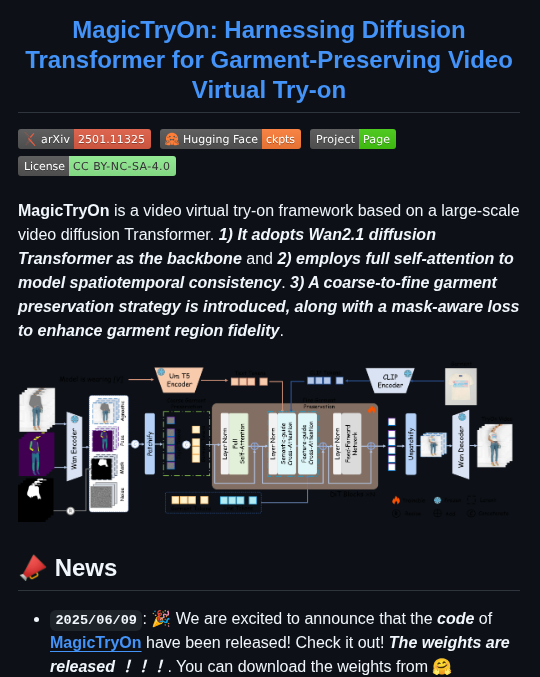 MagicTryOn: Harnessing Diffusion
Transformer for Garment-Preserving Video
Virtual Try-on
arXiv 2501.11325 Hugging Face ckpts Project Page
License CC BY-NC-SA-4.0
MagicTryOn is a video virtual try-on framework based on a large-scale
video diffusion Transformer. 1) It adopts Wan2.1 diffusion
Transformer as the backbone and 2) employs full self-attention to
model spatiotemporal consistency. 3) A coarse-to-fine garment
preservation strategy is introduced, along with a mask-aware loss
to enhance garment region fidelity.
Um T5
Encoder
CLIP
Encoder
Wan Encoder
Agnostic
Pose
Mask
Noise
Patchify
Layer Norm
Full
Self-Attention
Layer Norm
Semantic-guide
Cross-Attention
Feature-guide
Cross-Attention
Layer Norm
Feed-Forward
Network
Unpatchify
Wan Decoder
📣 News
• 2025/06/09: 🎉 We are excited to announce that the code of
MagicTryOn have been released! Check it out! The weights are
released ！！！. You can download the weights from 🤗